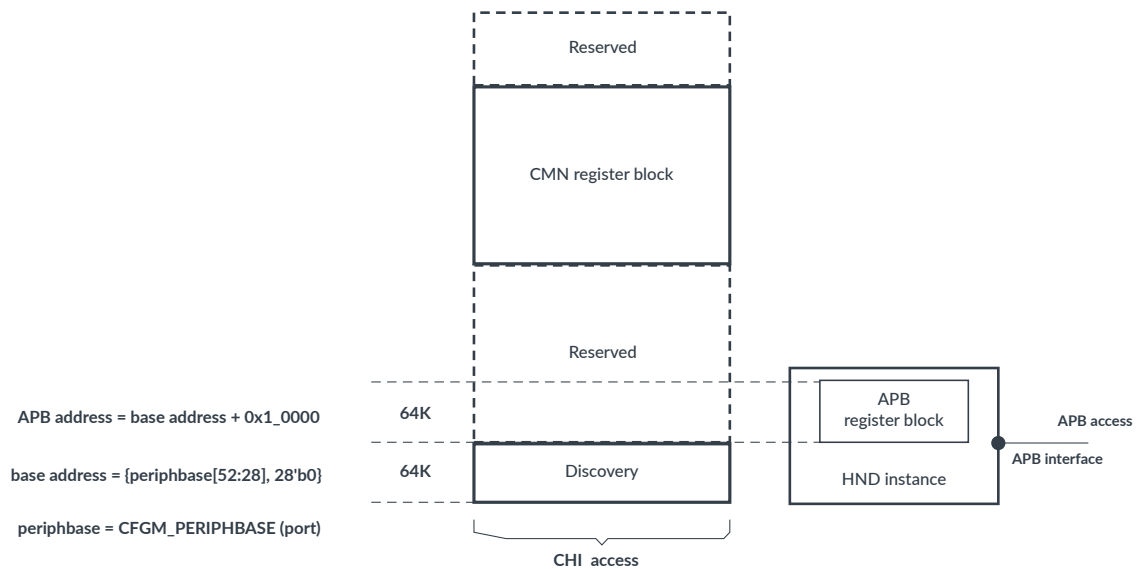 Reserved
CMN register block
Reserved
APB
register block
APB address = base address + 0x1_0000
64K
APB access
APB interface
base address = {periphbase[52:28], 28'b0}
64K
Discovery
HND instance
periphbase = CFGM_PERIPHBASE (port)
CHI access